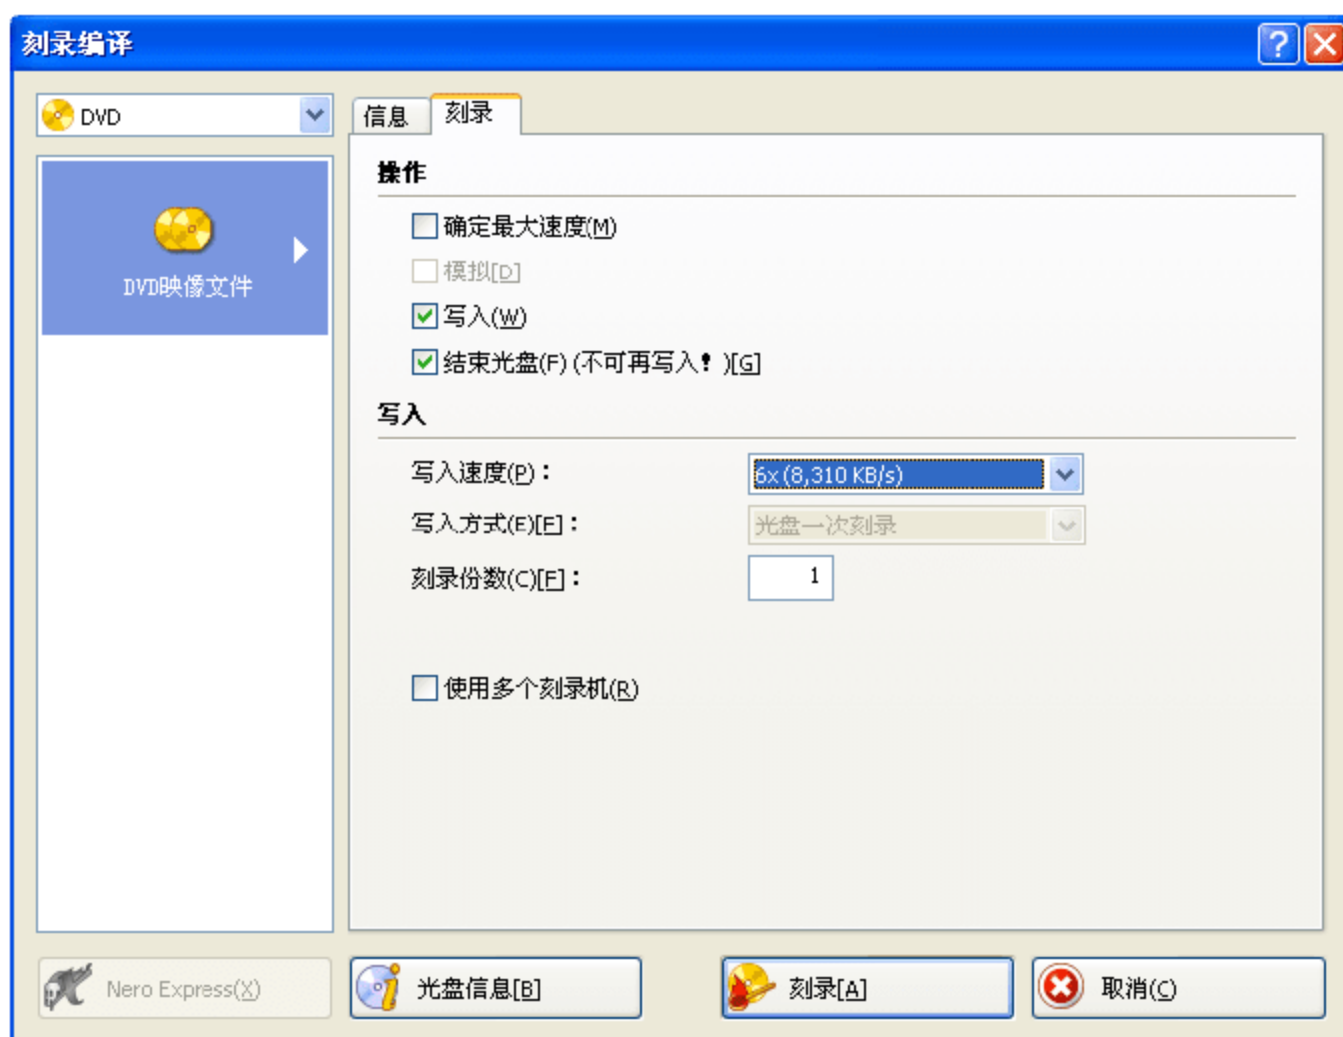 刻录编译
DVD
信息
刻录
DVD映像文件
操作
确定最大速度(M)
模拟[D]
写入(W)
结束光盘(F) (不可再写入！)[G]
写入
写入速度(P)：
6x (8,310 KB/s)
写入方式(E)[E]：
光盘一次刻录
刻录份数(C)[F]：
1
使用多个刻录机(R)
Nero Express(X)
光盘信息[B]
刻录[A]
取消(C)